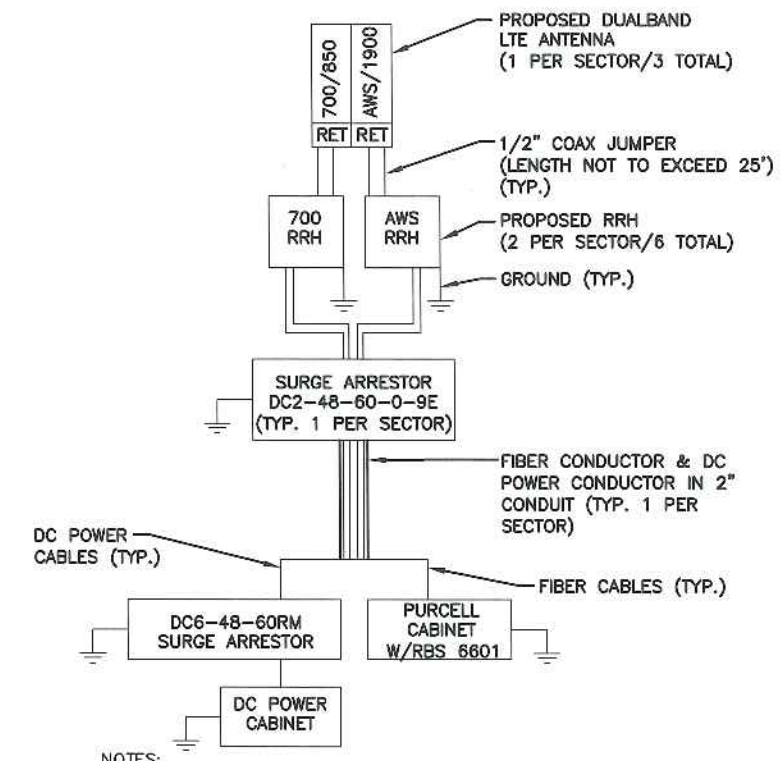 PROPOSED DUALBAND
LTE ANTENNA
(1 PER SECTOR/3 TOTAL)
700/850
AWS/1900
RET RET
1/2" COAX JUMPER
(LENGTH NOT TO EXCEED 25')
(TYP.)
700
RRH
AWS
RRH
PROPOSED RRH
(2 PER SECTOR/6 TOTAL)
GROUND (TYP.)
SURGE ARRESTOR
DC2-48-60-0-9E
(TYP. 1 PER SECTOR)
FIBER CONDUCTOR & DC
POWER CONDUCTOR IN 2"
CONDUIT (TYP. 1 PER
SECTOR)
DC POWER
CABLES (TYP.)
FIBER CABLES (TYP.)
DC6-48-60RM
SURGE ARRESTOR
PURCELL
CABINET
W/RBS 6601
DC POWER
CABINET
NOTES: